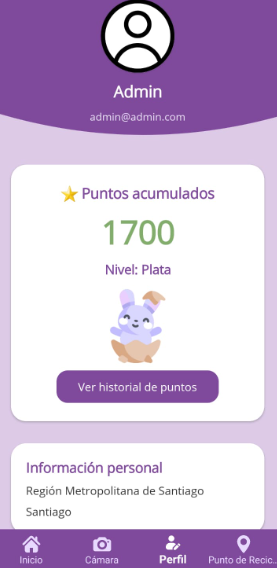 Admin
admin@admin.com
Puntos acumulados
1700
Nivel: Plata
Ver historial de puntos
Información personal
Región Metropolitana de Santiago
Santiago
Inicio
Cámara
Perfil
Punto de Recic...